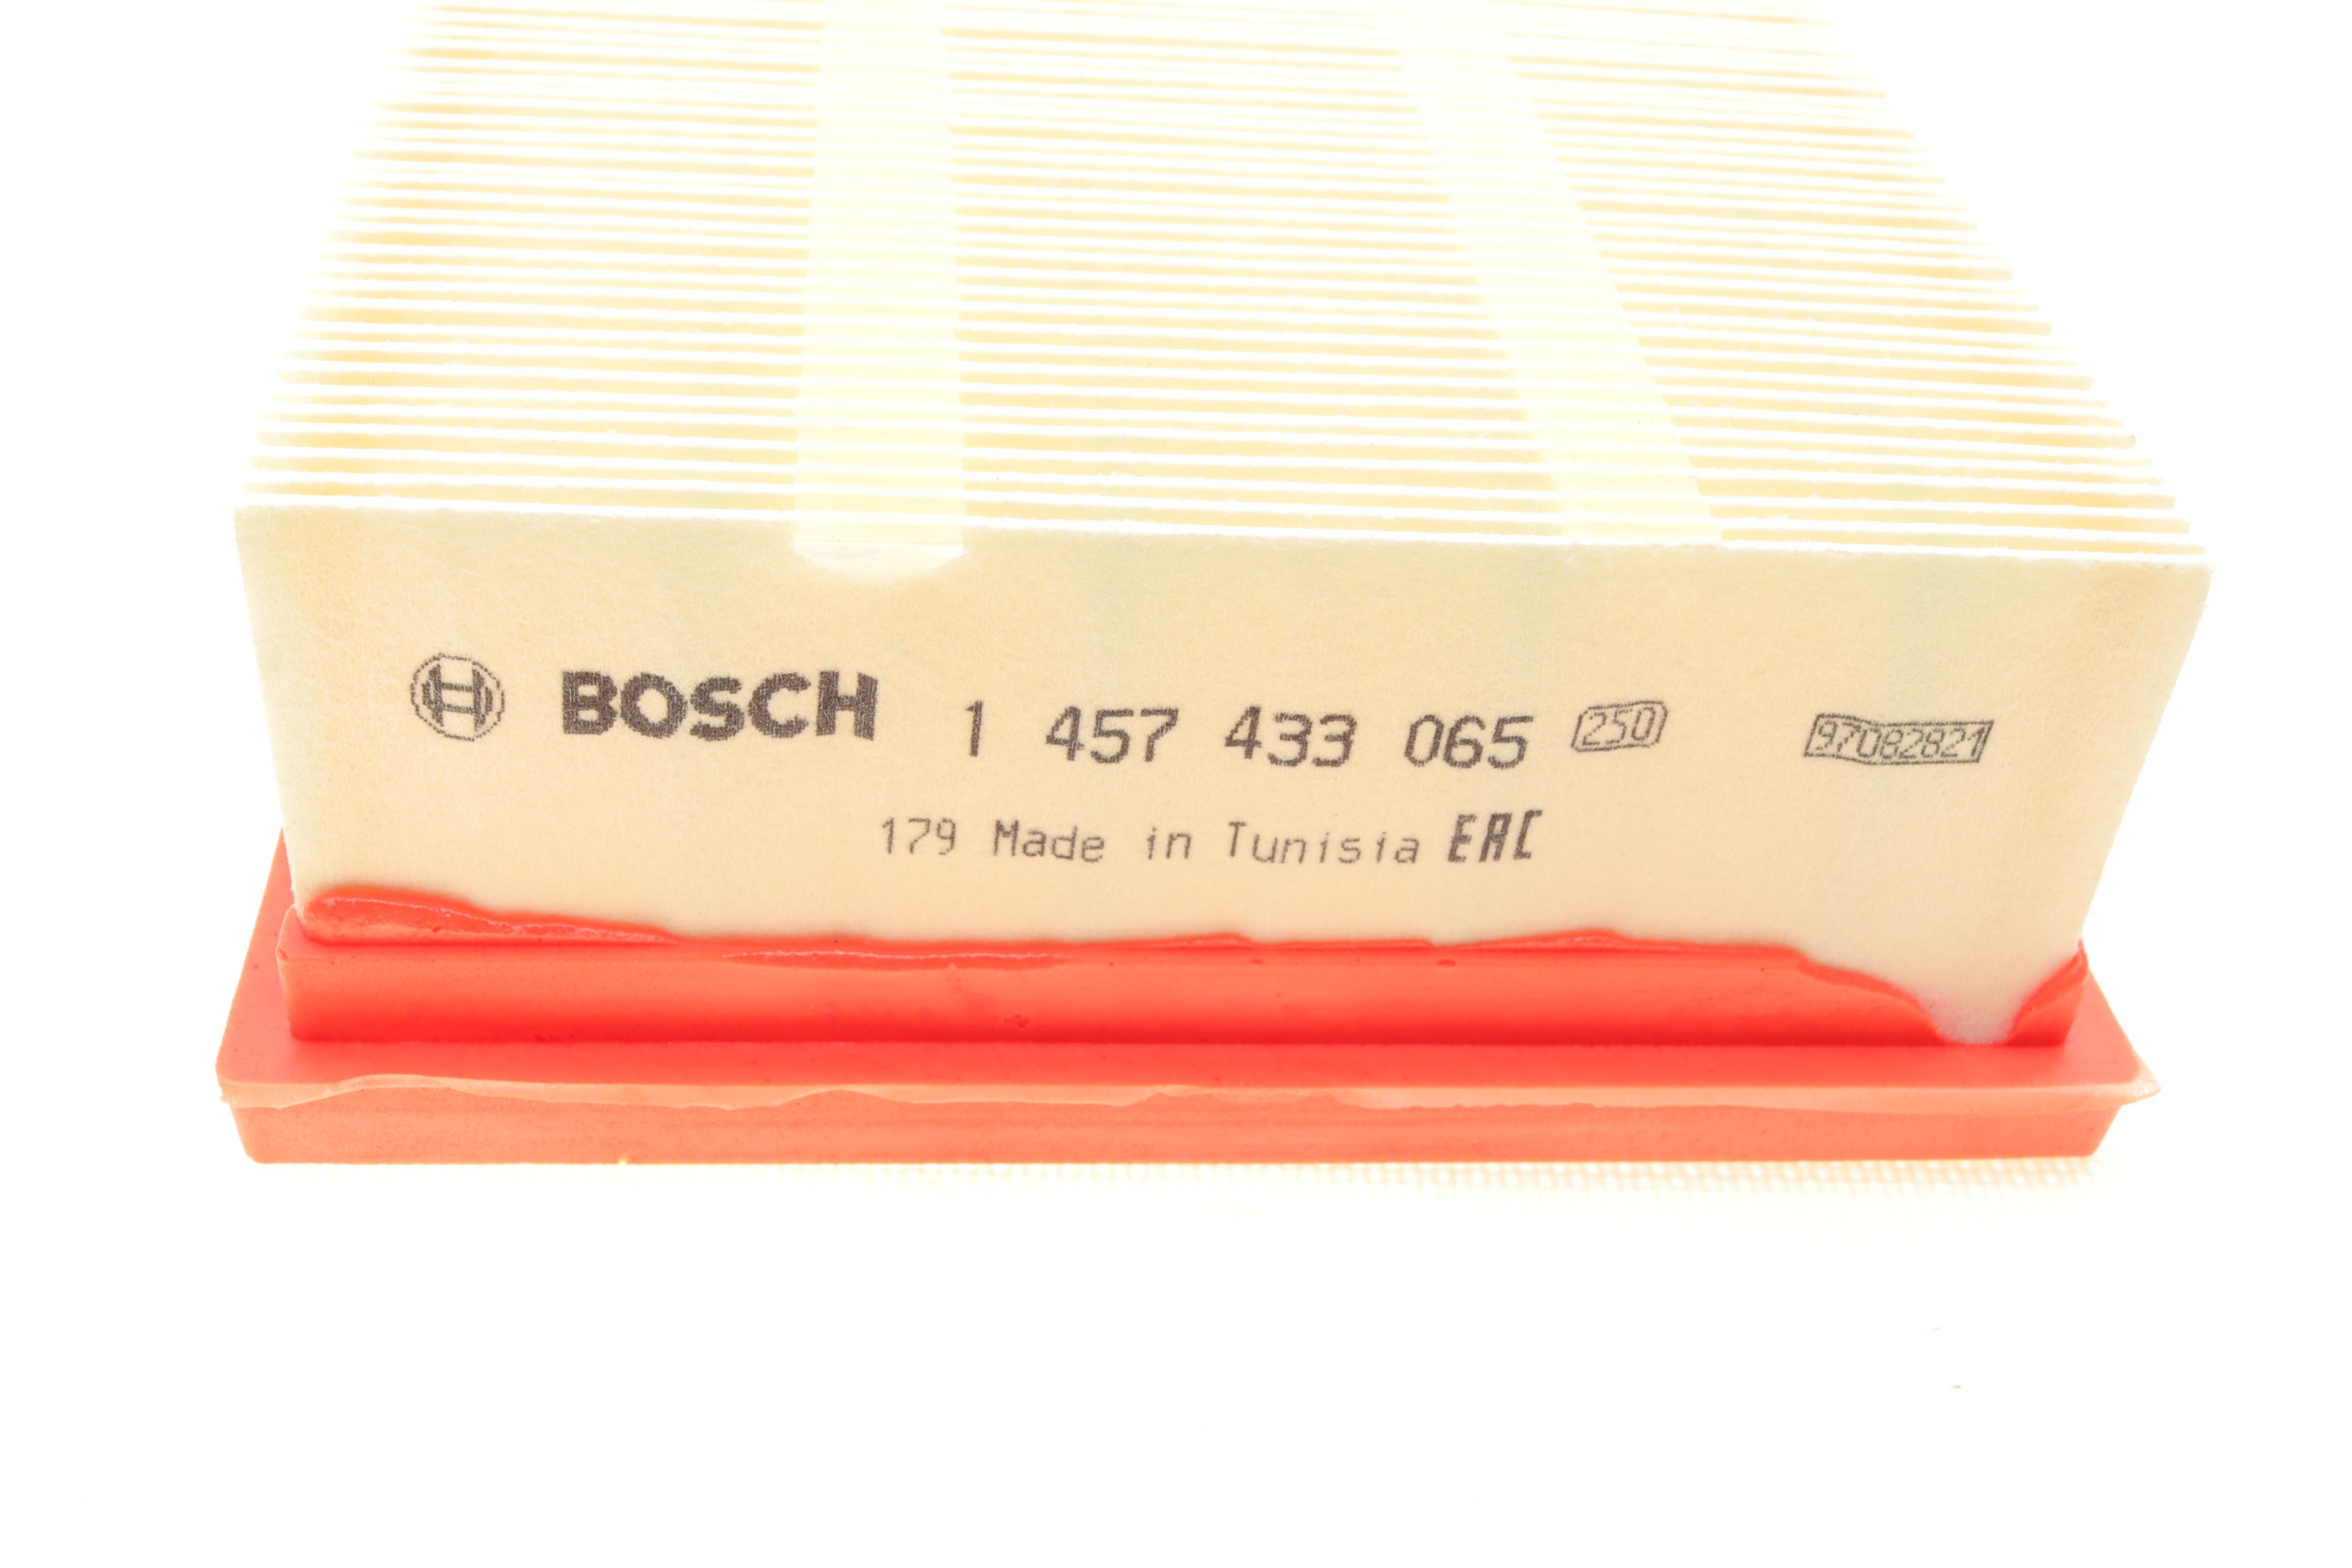 BOSCH 1 457 433 065 250 97082821
179 Made in Tunisia EAC